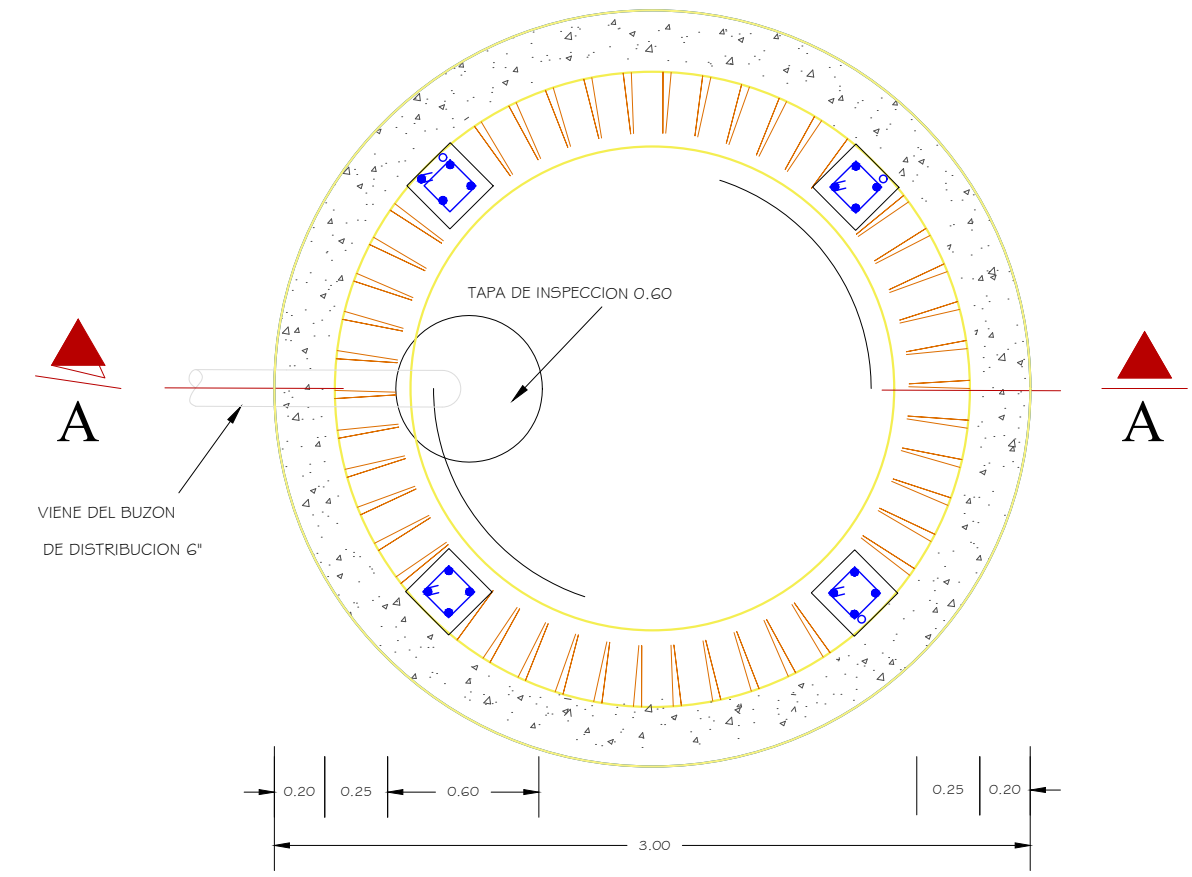 TAPA DE INSPECCION 0.60
A
A
VIENE DEL BUZON
DE DISTRIBUCION 6"
0.20
0.25
0.60
0.25
0.20
3.00